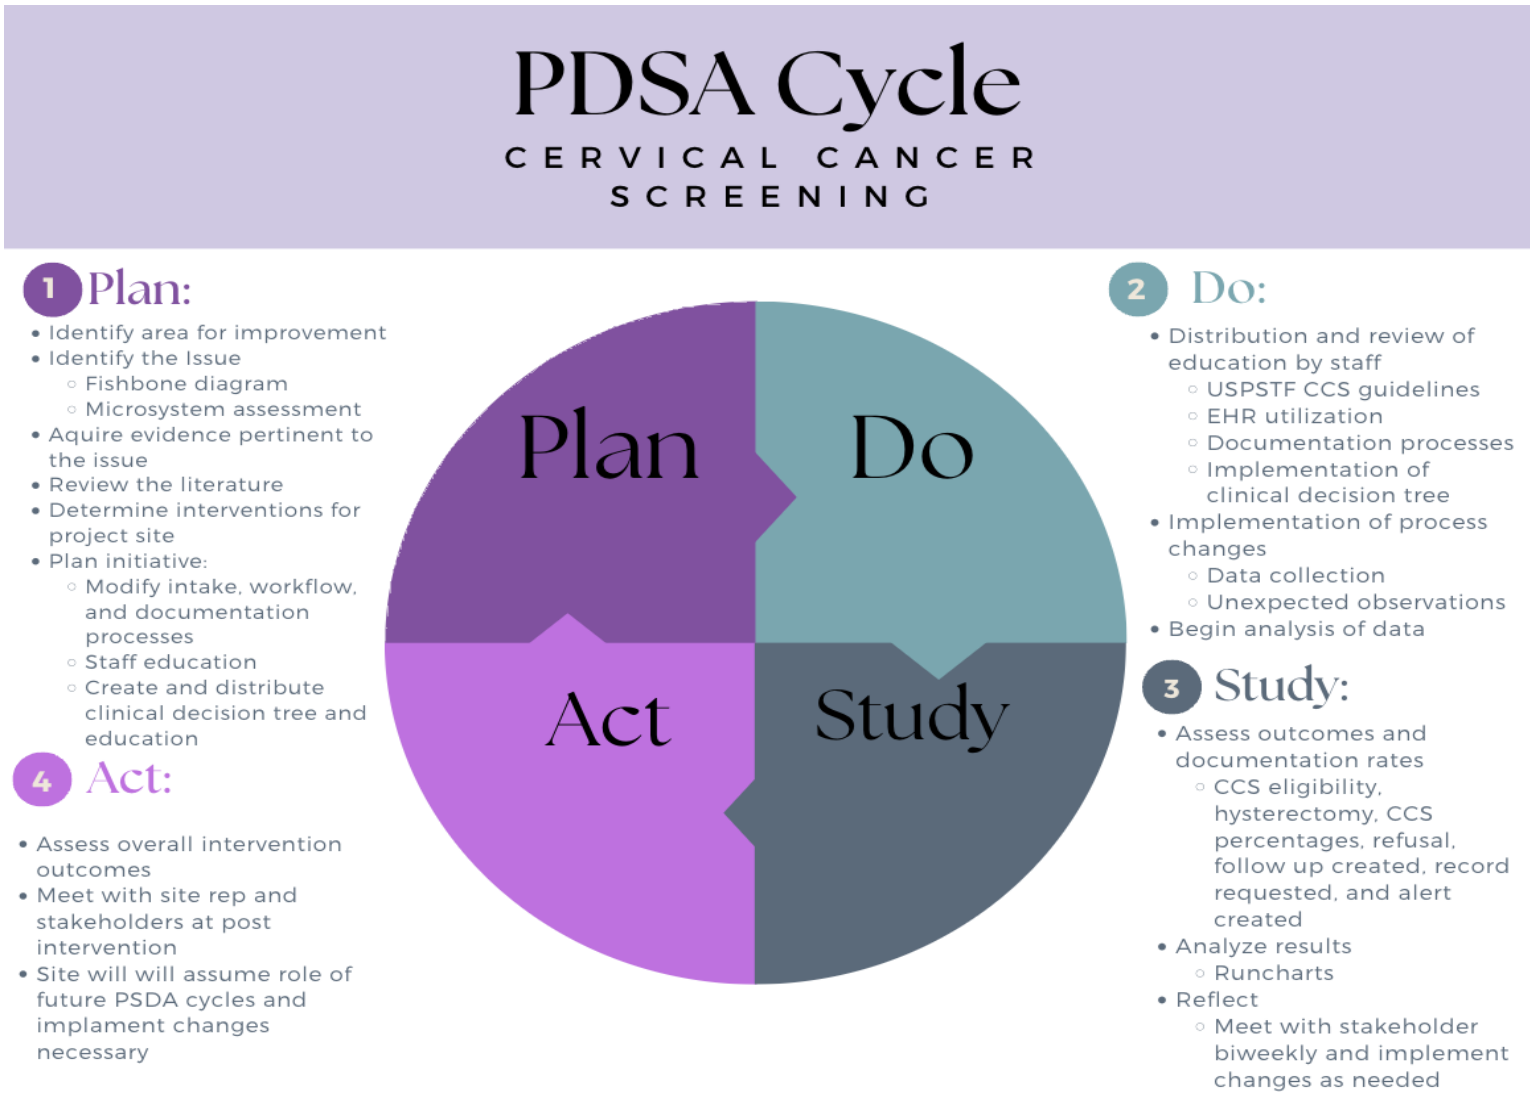 PDSA Cycle
CERVICAL CANCER
SCREENING
1 Plan:
• Identify area for improvement
• Identify the Issue
◦ Fishbone diagram
◦ Microsystem assessment
• Aquire evidence pertinent to
the issue
• Review the literature
• Determine interventions for
project site
• Plan initiative:
◦ Modify intake, workflow,
and documentation
processes
◦ Staff education
◦ Create and distribute
clinical decision tree and
education
2 Do:
• Distribution and review of
education by staff
◦ USPSTF CCS guidelines
◦ EHR utilization
◦ Documentation processes
◦ Implementation of
clinical decision tree
• Implementation of process
changes
◦ Data collection
◦ Unexpected observations
• Begin analysis of data
3 Study:
• Assess outcomes and
documentation rates
◦ CCS eligibility,
hysterectomy, CCS
percentages, refusal,
follow up created, record
requested, and alert
created
• Analyze results
◦ Runcharts
• Reflect
◦ Meet with stakeholder
biweekly and implement
changes as needed
4 Act:
• Assess overall intervention
outcomes
• Meet with site rep and
stakeholders at post
intervention
• Site will will assume role of
future PSDA cycles and
implament changes
necessary
Plan
Do
Act
Study